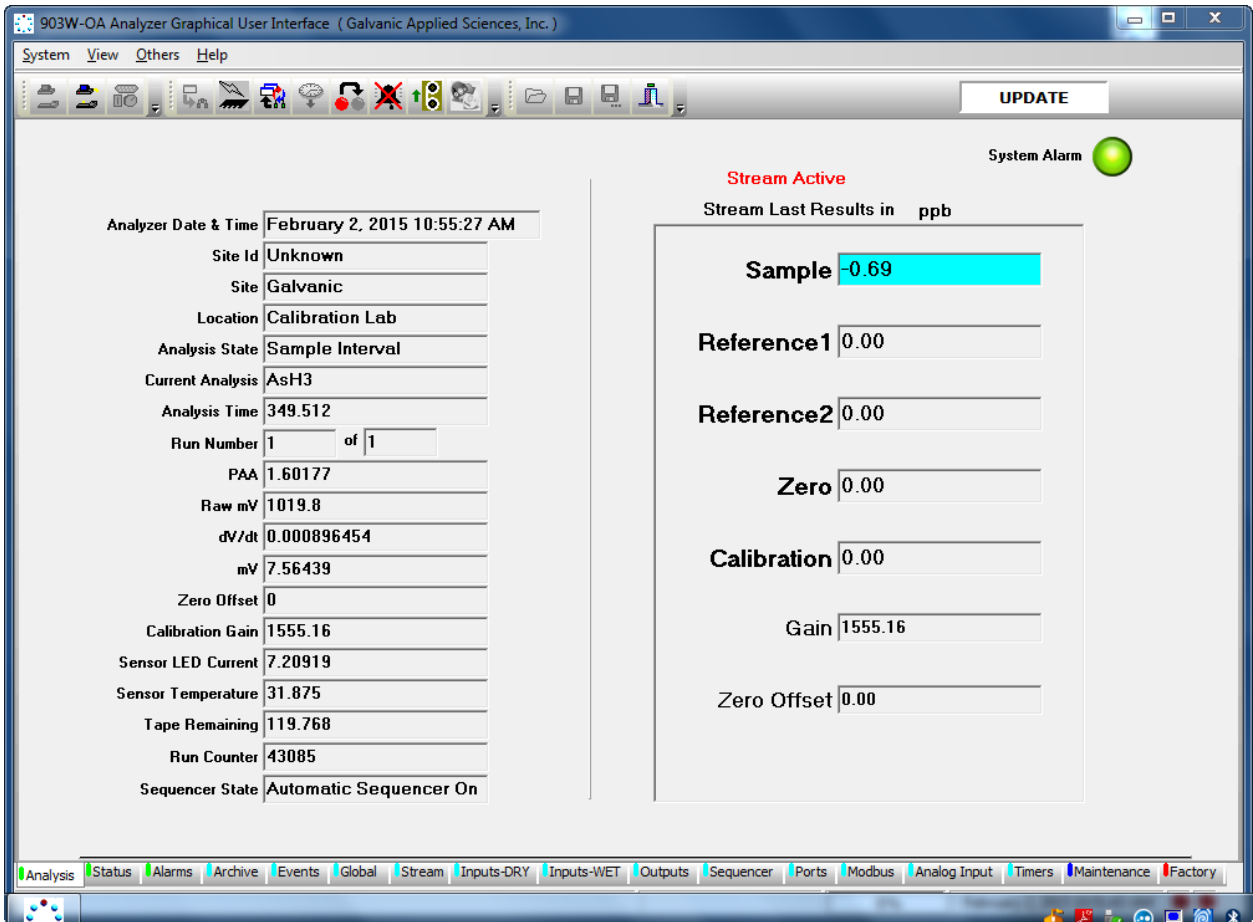 903W-OA Analyzer Graphical User Interface ( Galvanic Applied Sciences, Inc. )
System View Others Help
UPDATE
System Alarm
Stream Active
Stream Last Results in ppb
Analyzer Date & Time February 2, 2015 10:55:27 AM
Site Id Unknown
Site Galvanic
Location Calibration Lab
Analysis State Sample Interval
Current Analysis AsH3
Analysis Time 349.512
Run Number 1 of 1
PAA 1.60177
Raw mV 1019.8
dV/dt 0.000896454
mV 7.56439
Zero Offset 0
Calibration Gain 1555.16
Sensor LED Current 7.20919
Sensor Temperature 31.875
Tape Remaining 119.768
Run Counter 43085
Sequencer State Automatic Sequencer On
Sample -0.69
Reference1 0.00
Reference2 0.00
Zero 0.00
Calibration 0.00
Gain 1555.16
Zero Offset 0.00
Analysis Status Alarms Archive Events Global Stream Inputs-DRY Inputs-WET Outputs Sequencer Ports Modbus Analog Input Timers Maintenance Factory